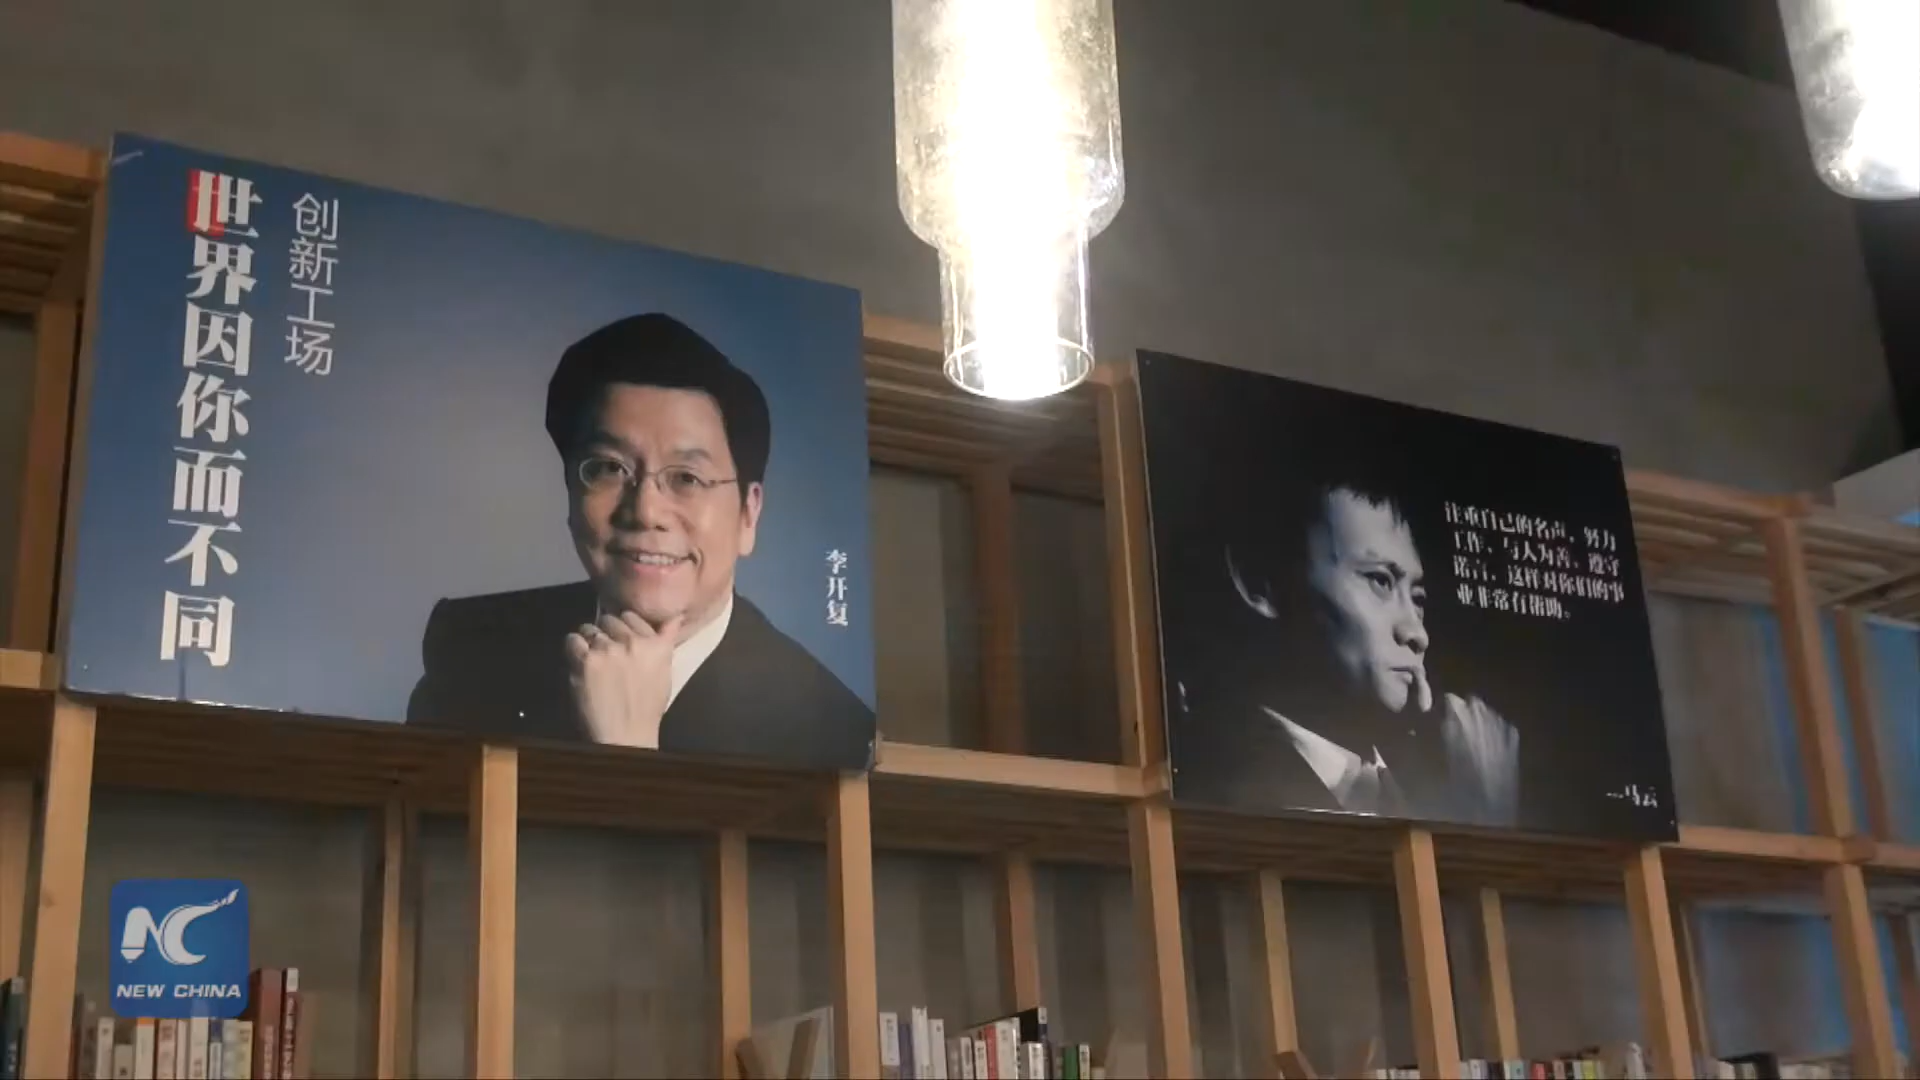 世界因你而不同
创新工场
李开复
注重自己的名声,努力
工作、与人为善、遵守
诺言,这样对你们的事
业非常有帮助。
—马云
NEW CHINA